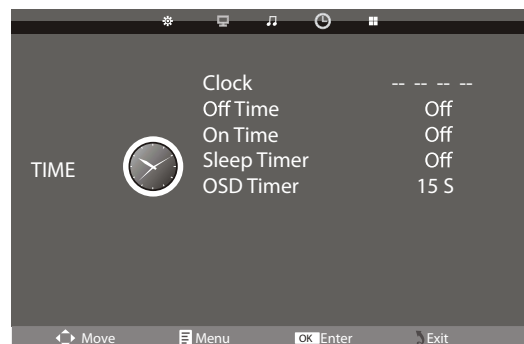 Clock -- -- -- --
Off Time Off
On Time Off
Sleep Timer Off
TIME
OSD Timer 15 S
Move Menu OK Enter Exit